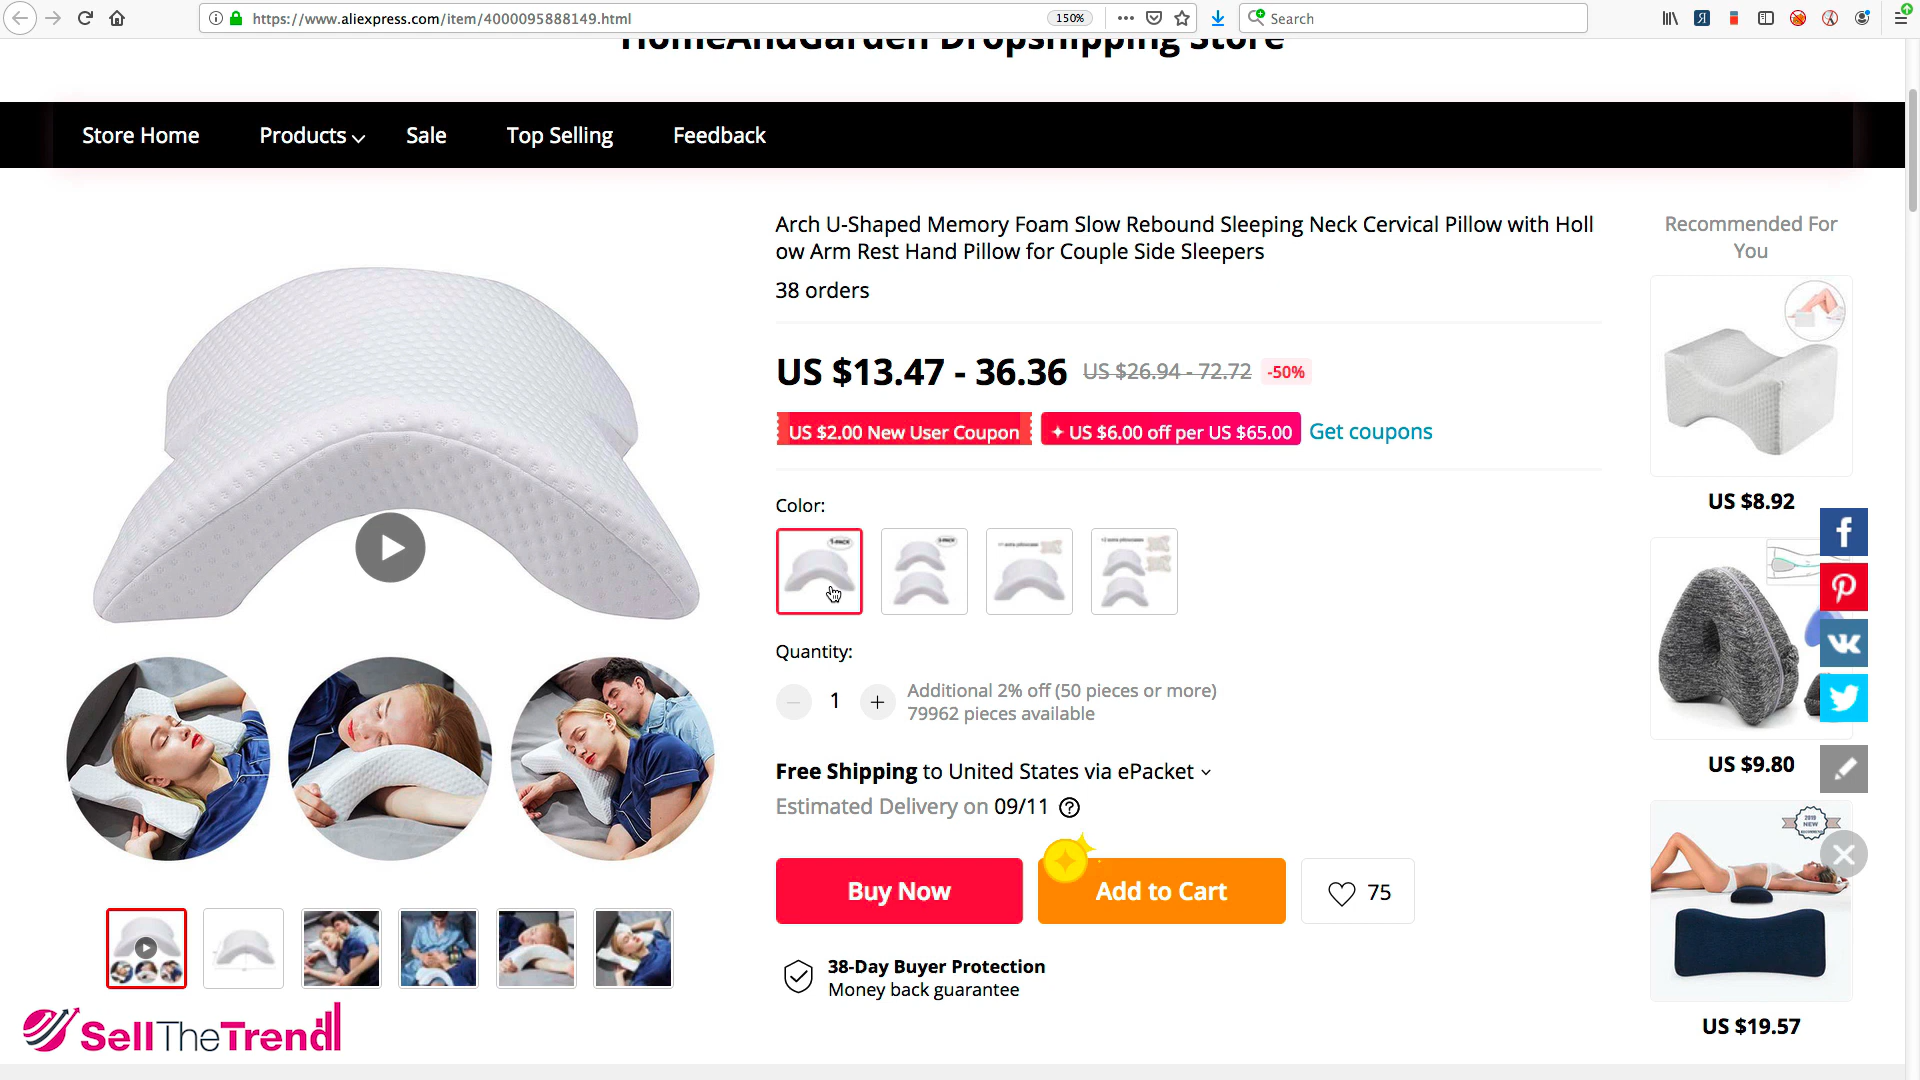 https://www.aliexpress.com/item/4000095888149.html
150%
Search
HomeAndGarden Dropshipping Store
Store Home
Products
Sale
Top Selling
Feedback
Arch U-Shaped Memory Foam Slow Rebound Sleeping Neck Cervical Pillow with Holl
ow Arm Rest Hand Pillow for Couple Side Sleepers
38 orders
US $13.47 - 36.36 US $26.94 - 72.72 -50%
US $2.00 New User Coupon
US $6.00 off per US $65.00
Get coupons
Color:
1-PACK
Quantity:
1
Additional 2% off (50 pieces or more)
79962 pieces available
Free Shipping to United States via ePacket
Estimated Delivery on 09/11
Buy Now
Add to Cart
75
38-Day Buyer Protection
Money back guarantee
Recommended For
You
US $8.92
US $9.80
NEW
US $19.57
SellTheTrend